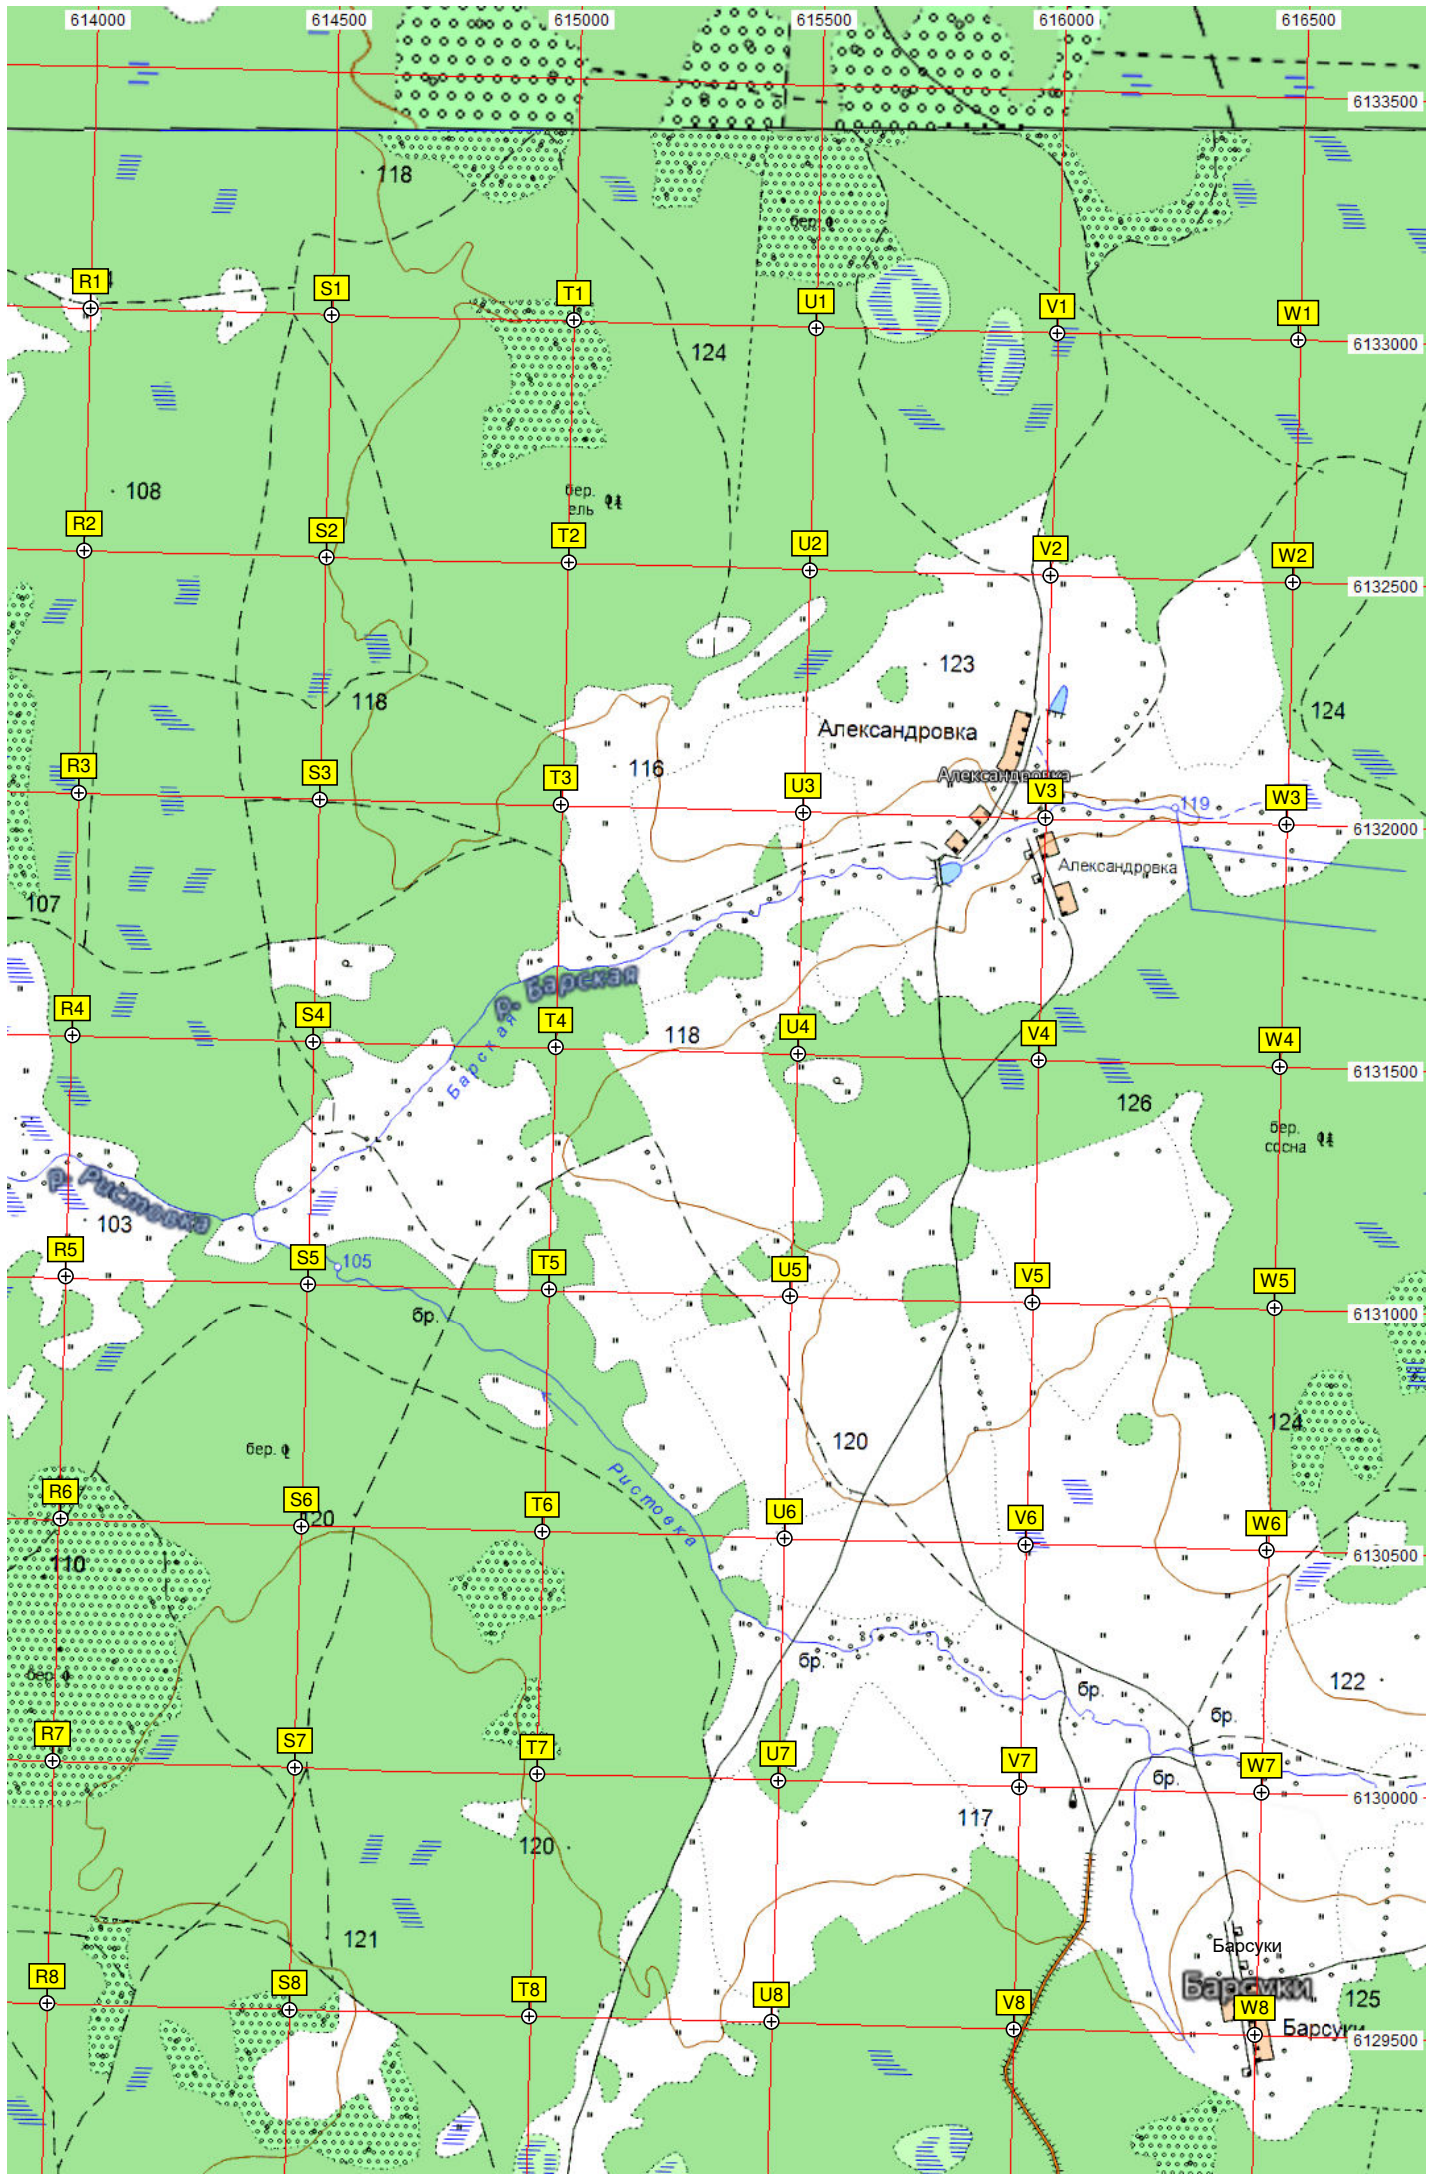 614000 614500 615000 615500 616000 616500
6133500
118
бер.
R1 S1 T1 U1 V1 W1
6133000
124
108
бер.
ель
R2 S2 T2 U2 V2 W2
6132500
123
118
124
Александровка
116
Александровка
R3 S3 T3 U3 V3 W3
119
6132000
Александровка
107
р. Барская
R4 S4 T4 U4 V4 W4
118
Барская
6131500
126
бер.
сосна
р. Ристовка
103
R5 S5 T5 U5 V5 W5
105
6131000
бр.
124
120
бер.
Ристовка
R6 S6 T6 U6 V6 W6
120
110
6130500
бр.
бер.
122
бр.
бр.
R7 S7 T7 U7 V7 W7
бр.
6130000
117
120
121
Барсуки
Барсуки
125
R8 S8 T8 U8 V8 W8
Барсуки
6129500